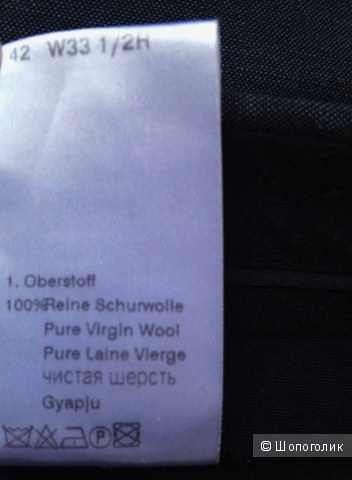 42 W33 1/2H
1. Oberstoff
100%Reine Schurwolle
Pure Virgin Wool
Pure Laine Vierge
чистая шерсть
Gyapju
P
© Шопоголик